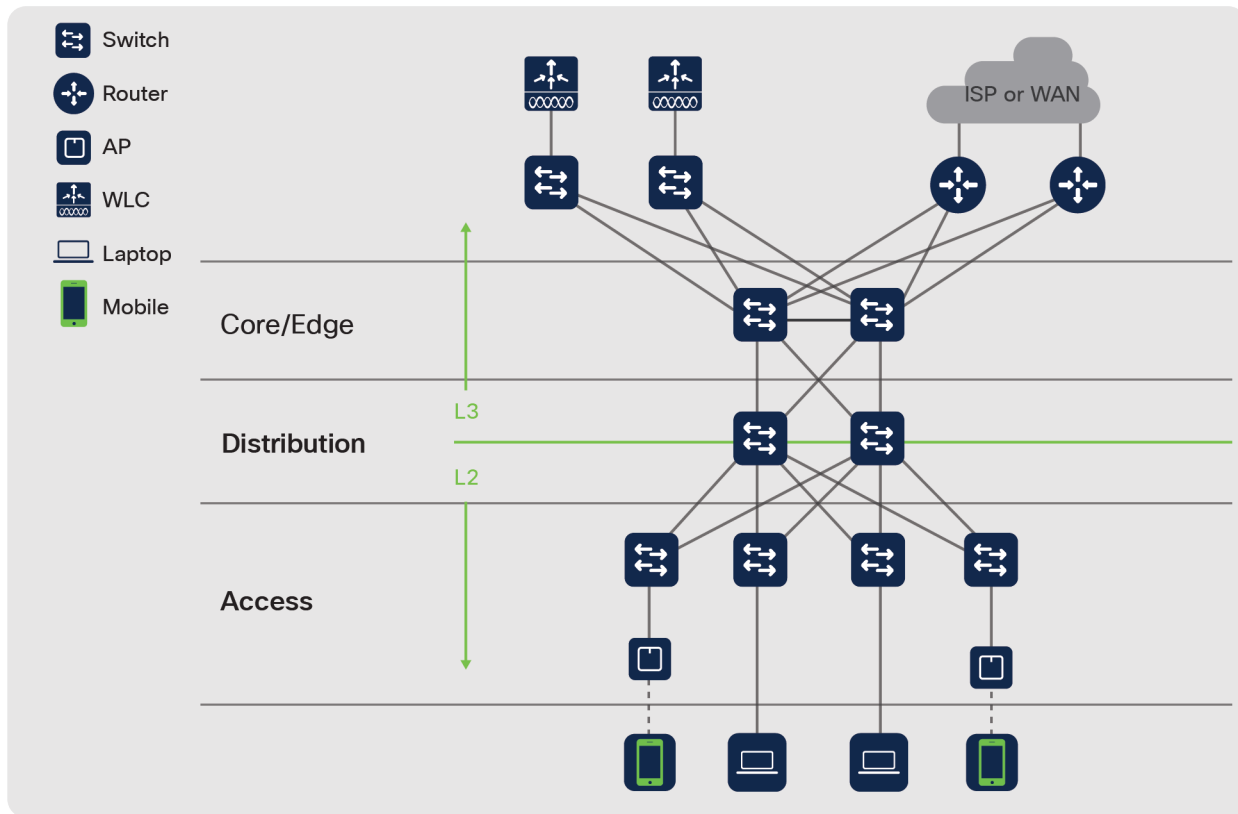 Switch
Router
AP
WLC
Laptop
Mobile
ISP or WAN
Core/Edge
L3
Distribution
L2
Access